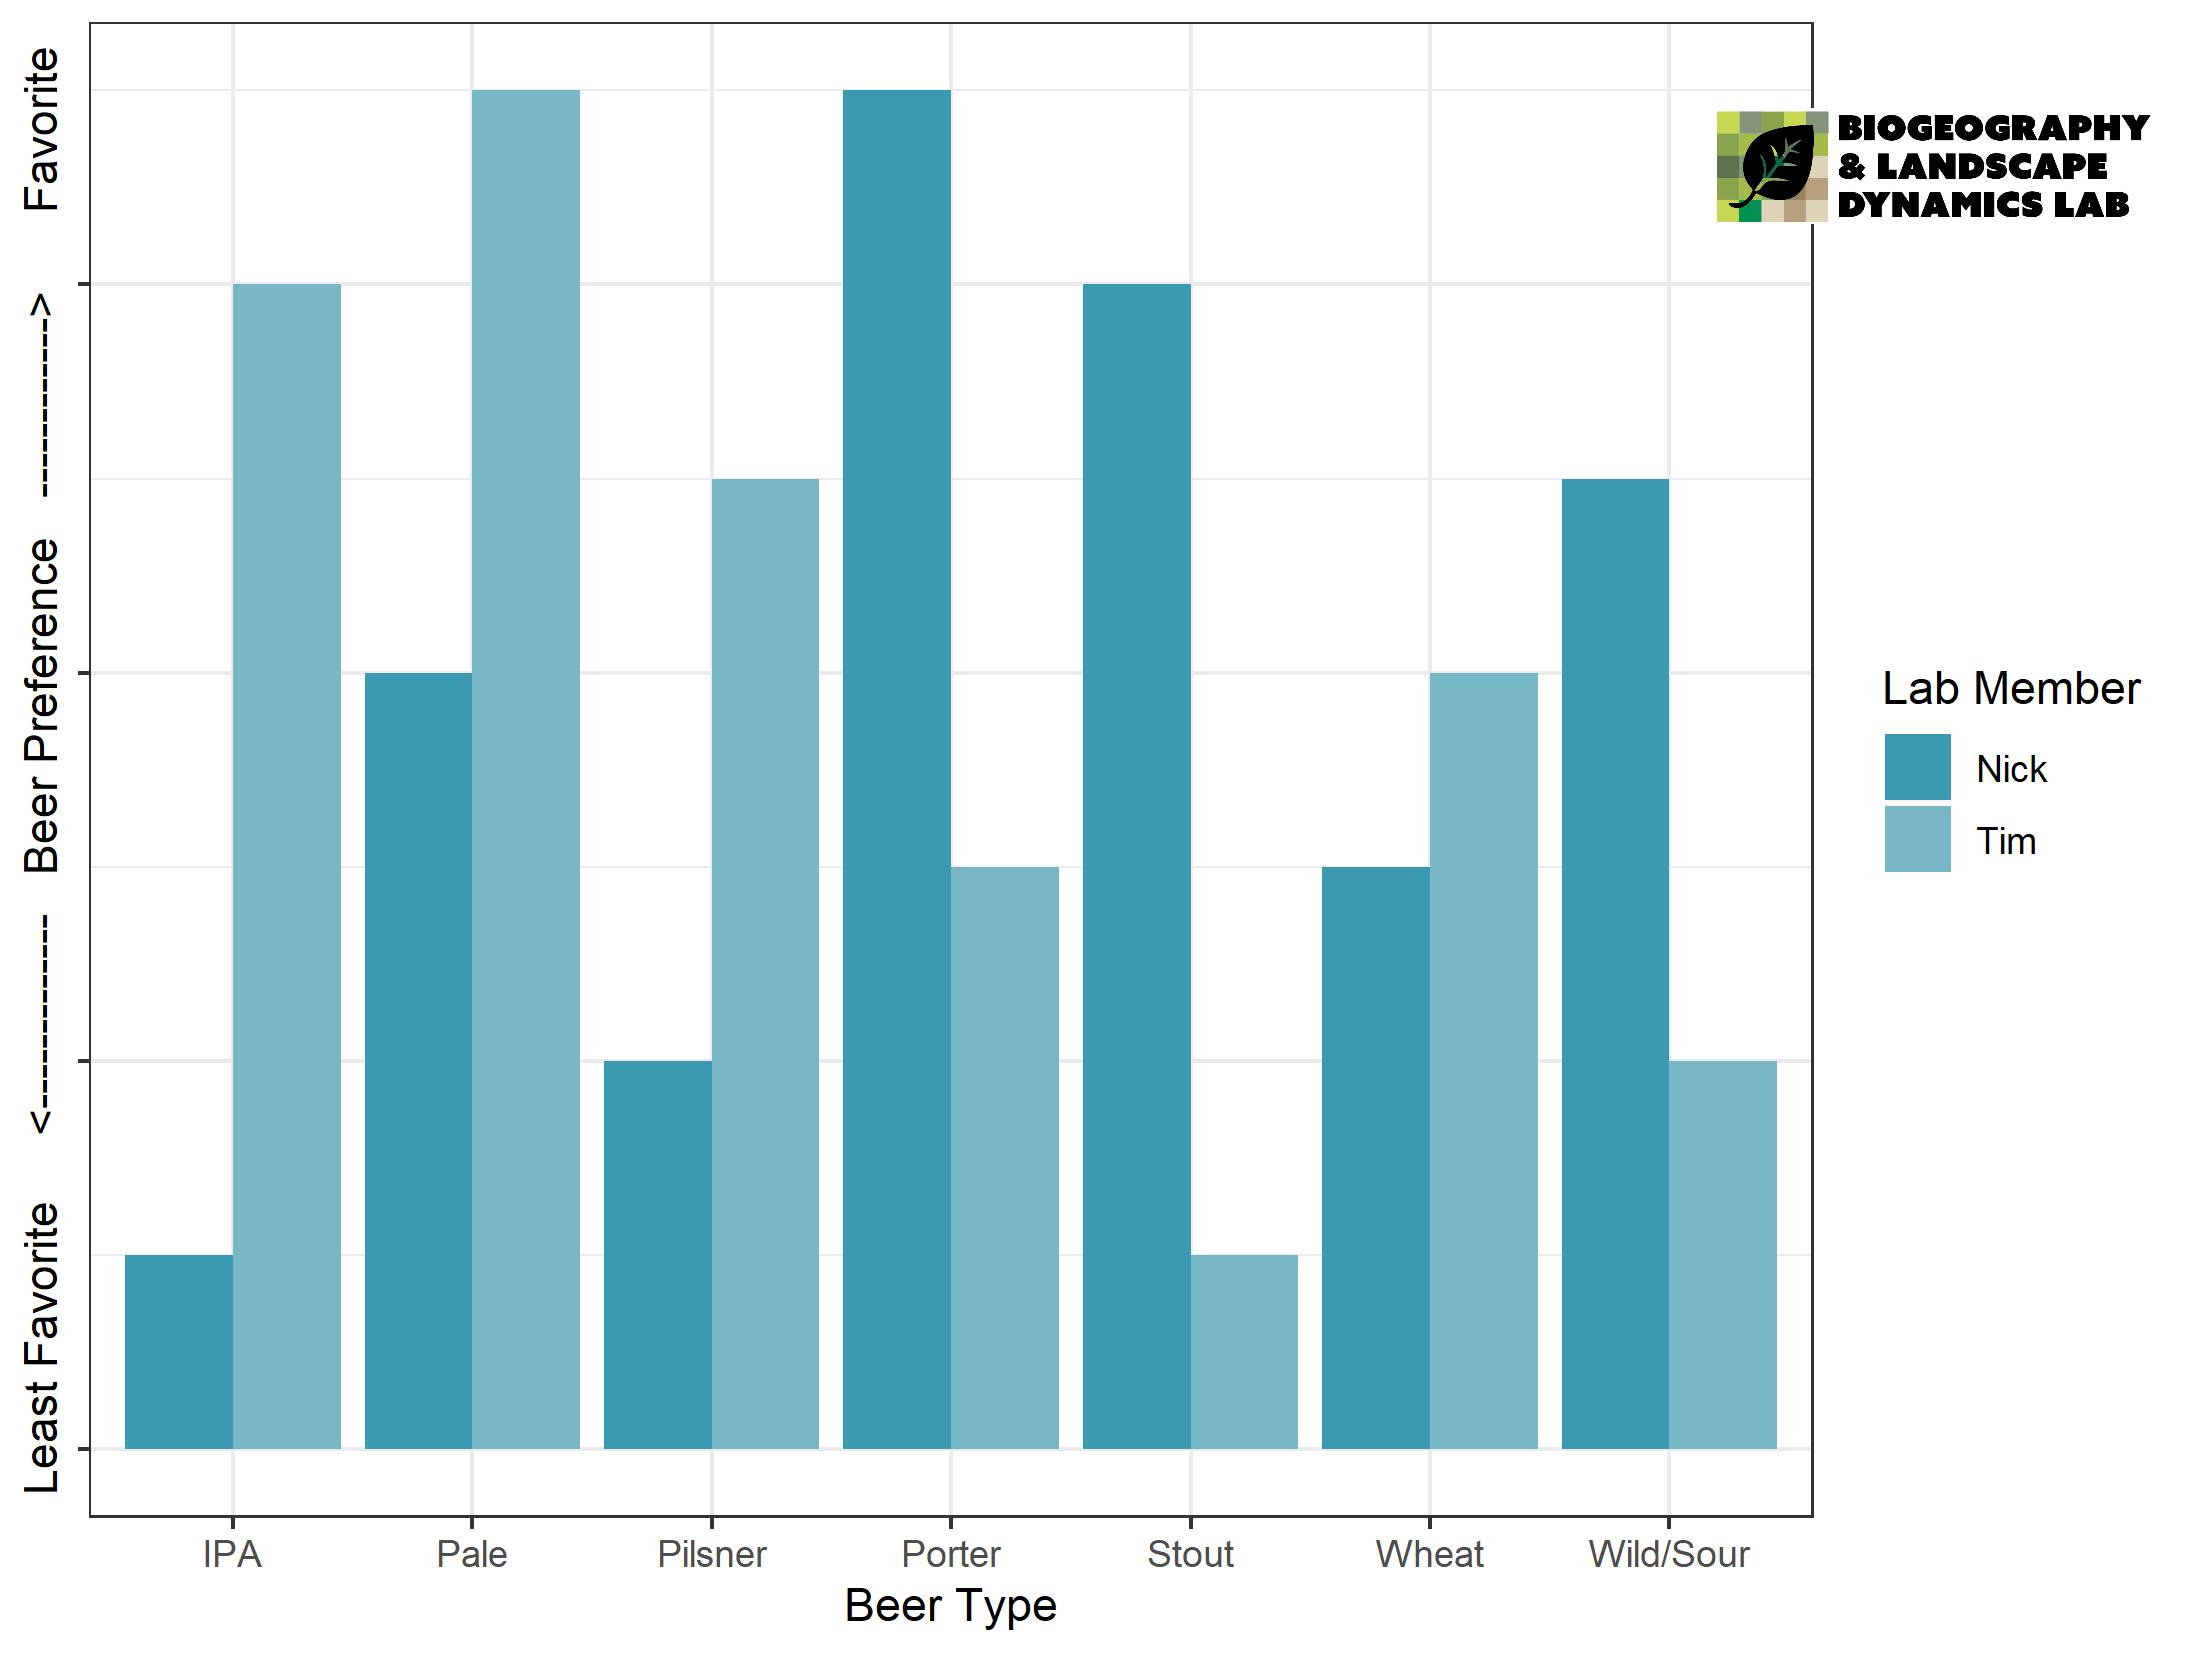 Least Favorite <------------ Beer Preference ------------> Favorite
BIOGEOGRAPHY
& LANDSCAPE
DYNAMICS LAB
Lab Member
Nick
Tim
IPA Pale Pilsner Porter Stout Wheat Wild/Sour
Beer Type